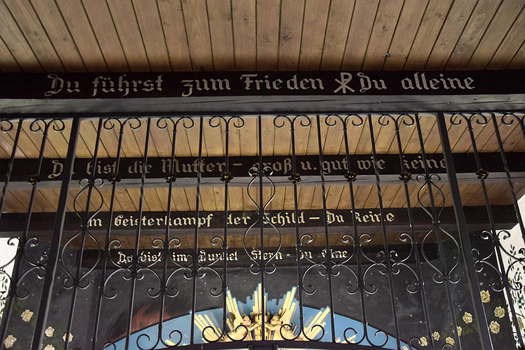 Du führst zum Frieden ☧ Du alleine
Du bist die Mutter – groß u. gut wie keine
Im Geisterkampf der Schild – Du Reine
Du bist im Dunkel Stern – Du eine